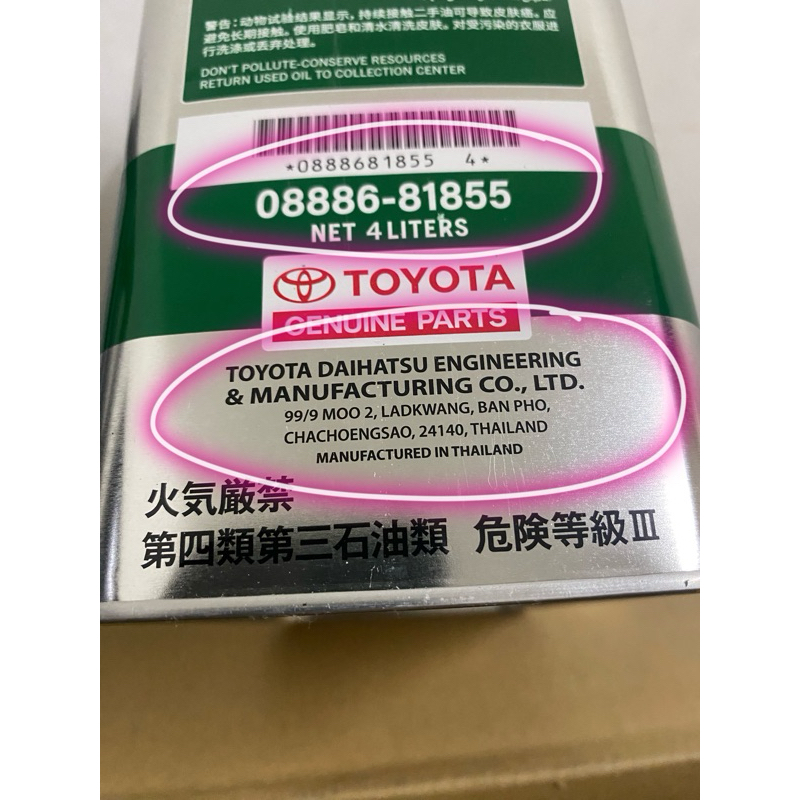 警告：动物试验结果显示，持续接触二手油可导致皮肤癌。应
避免长期接触。使用肥皂和清水清洗皮肤。对受污染的衣服进
行洗涤或丢弃处理。
DON'T POLLUTE-CONSERVE RESOURCES
RETURN USED OIL TO COLLECTION CENTER
*0888681855 4*
08886-81855
NET 4 LITERS
TOYOTA
GENUINE PARTS
TOYOTA DAIHATSU ENGINEERING
& MANUFACTURING CO., LTD.
99/9 MOO 2, LADKWANG, BAN PHO,
CHACHOENGSAO, 24140, THAILAND
MANUFACTURED IN THAILAND
火気厳禁
第四類第三石油類 危険等級Ⅲ